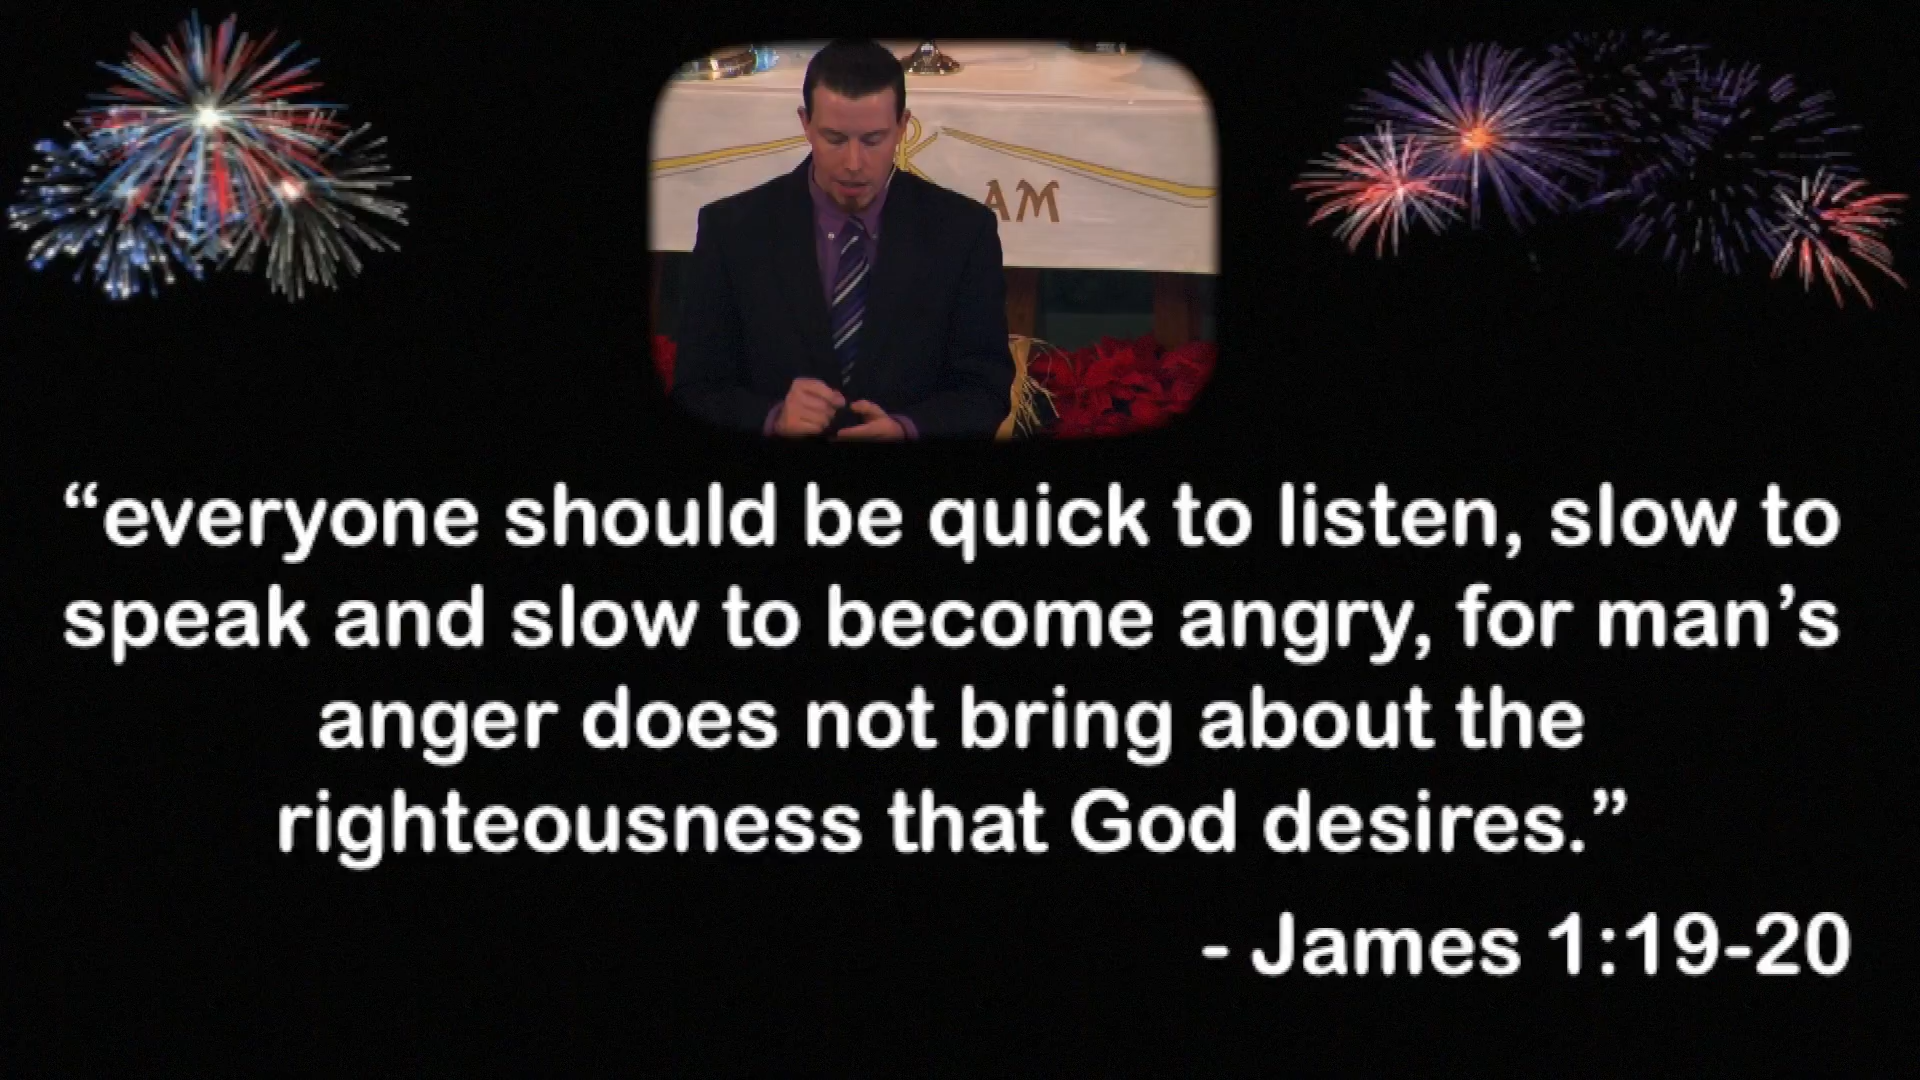 AM
“everyone should be quick to listen, slow to
speak and slow to become angry, for man’s
anger does not bring about the
righteousness that God desires.”
- James 1:19-20